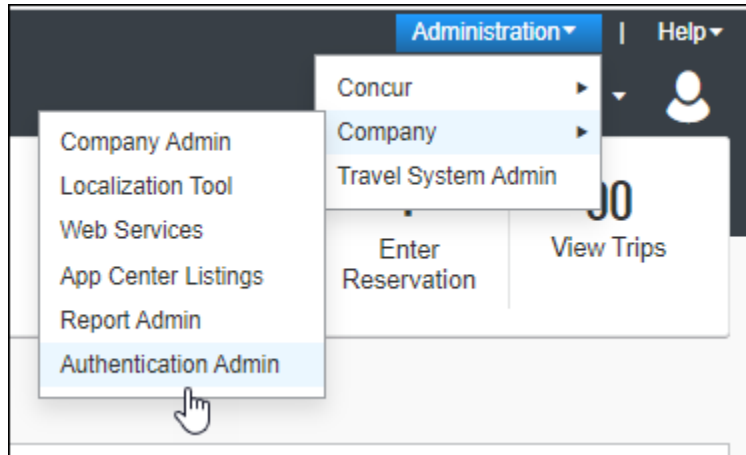 Administration
|
Help
Concur
Company
Travel System Admin
Company Admin
Localization Tool
Web Services
App Center Listings
Report Admin
Authentication Admin
Enter
Reservation
View Trips